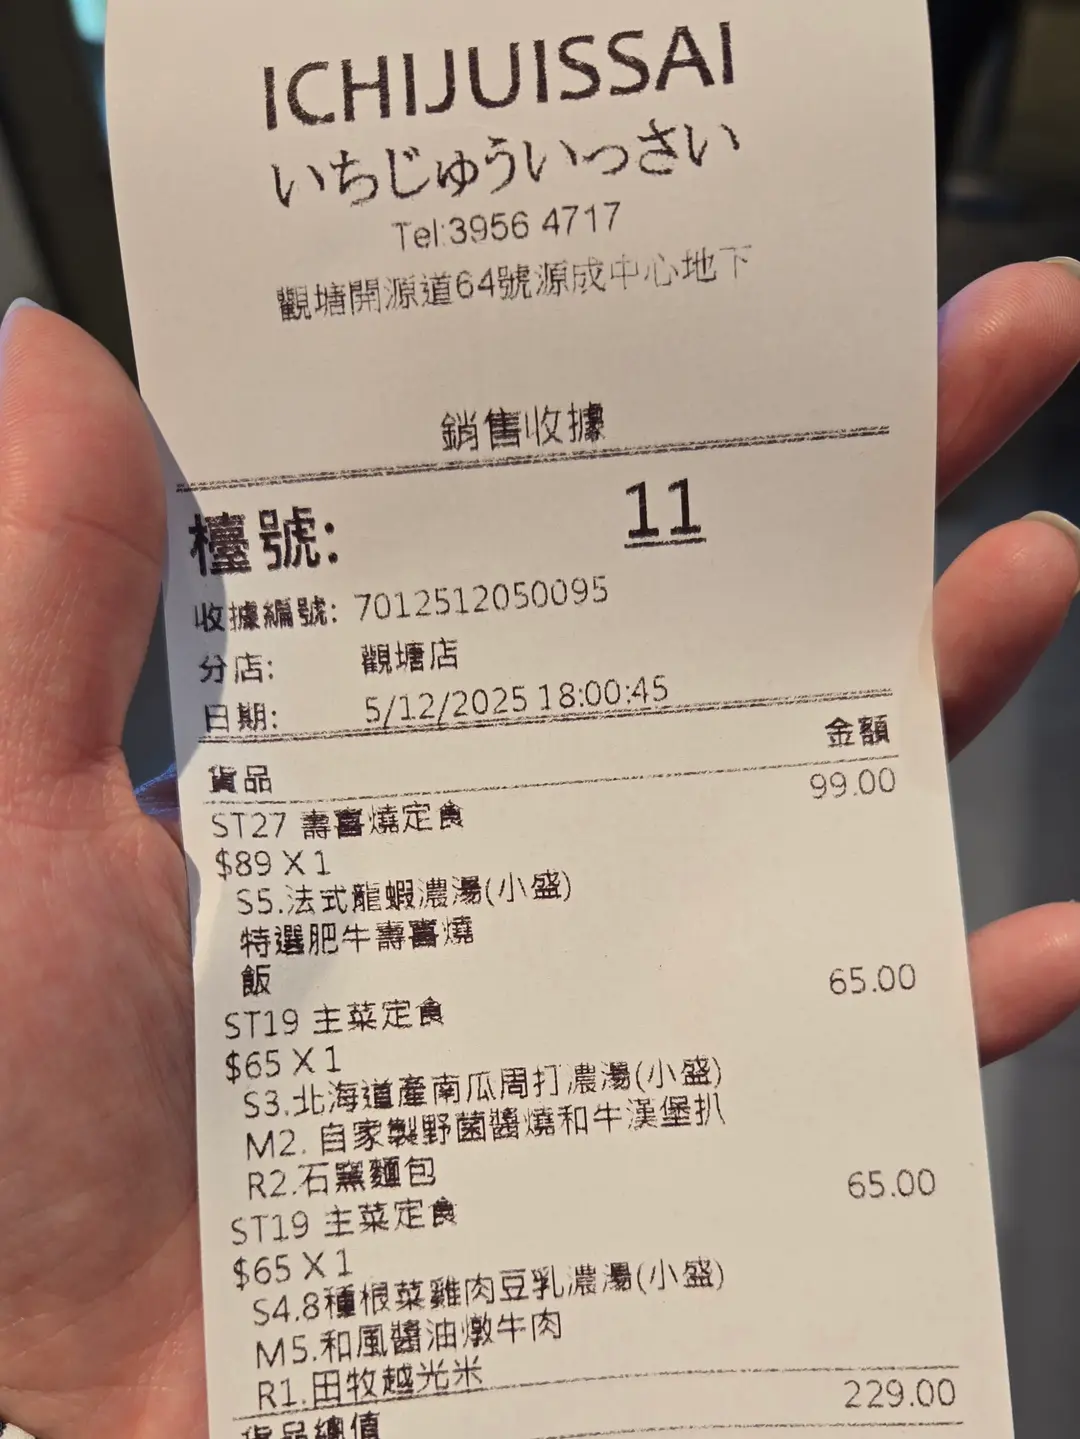 ICHIJUISSAI
いちじゅういっさい
Tel:3956 4717
觀塘開源道64號源成中心地下
銷售收據
檯號: 11
收據編號: 7012512050095
分店: 觀塘店
日期: 5/12/2025 18:00:45
貨品 金額
ST27 壽喜燒定食 99.00
$89 X 1
S5.法式龍蝦濃湯(小盛)
特選肥牛壽喜燒
飯
ST19 主菜定食 65.00
$65 X 1
S3.北海道產南瓜周打濃湯(小盛)
M2. 自家製野菌醬燒和牛漢堡扒
R2.石窯麵包
ST19 主菜定食 65.00
$65 X 1
S4.8種根菜雞肉豆乳濃湯(小盛)
M5.和風醬油燉牛肉
R1.田牧越光米
貨品總值 229.00